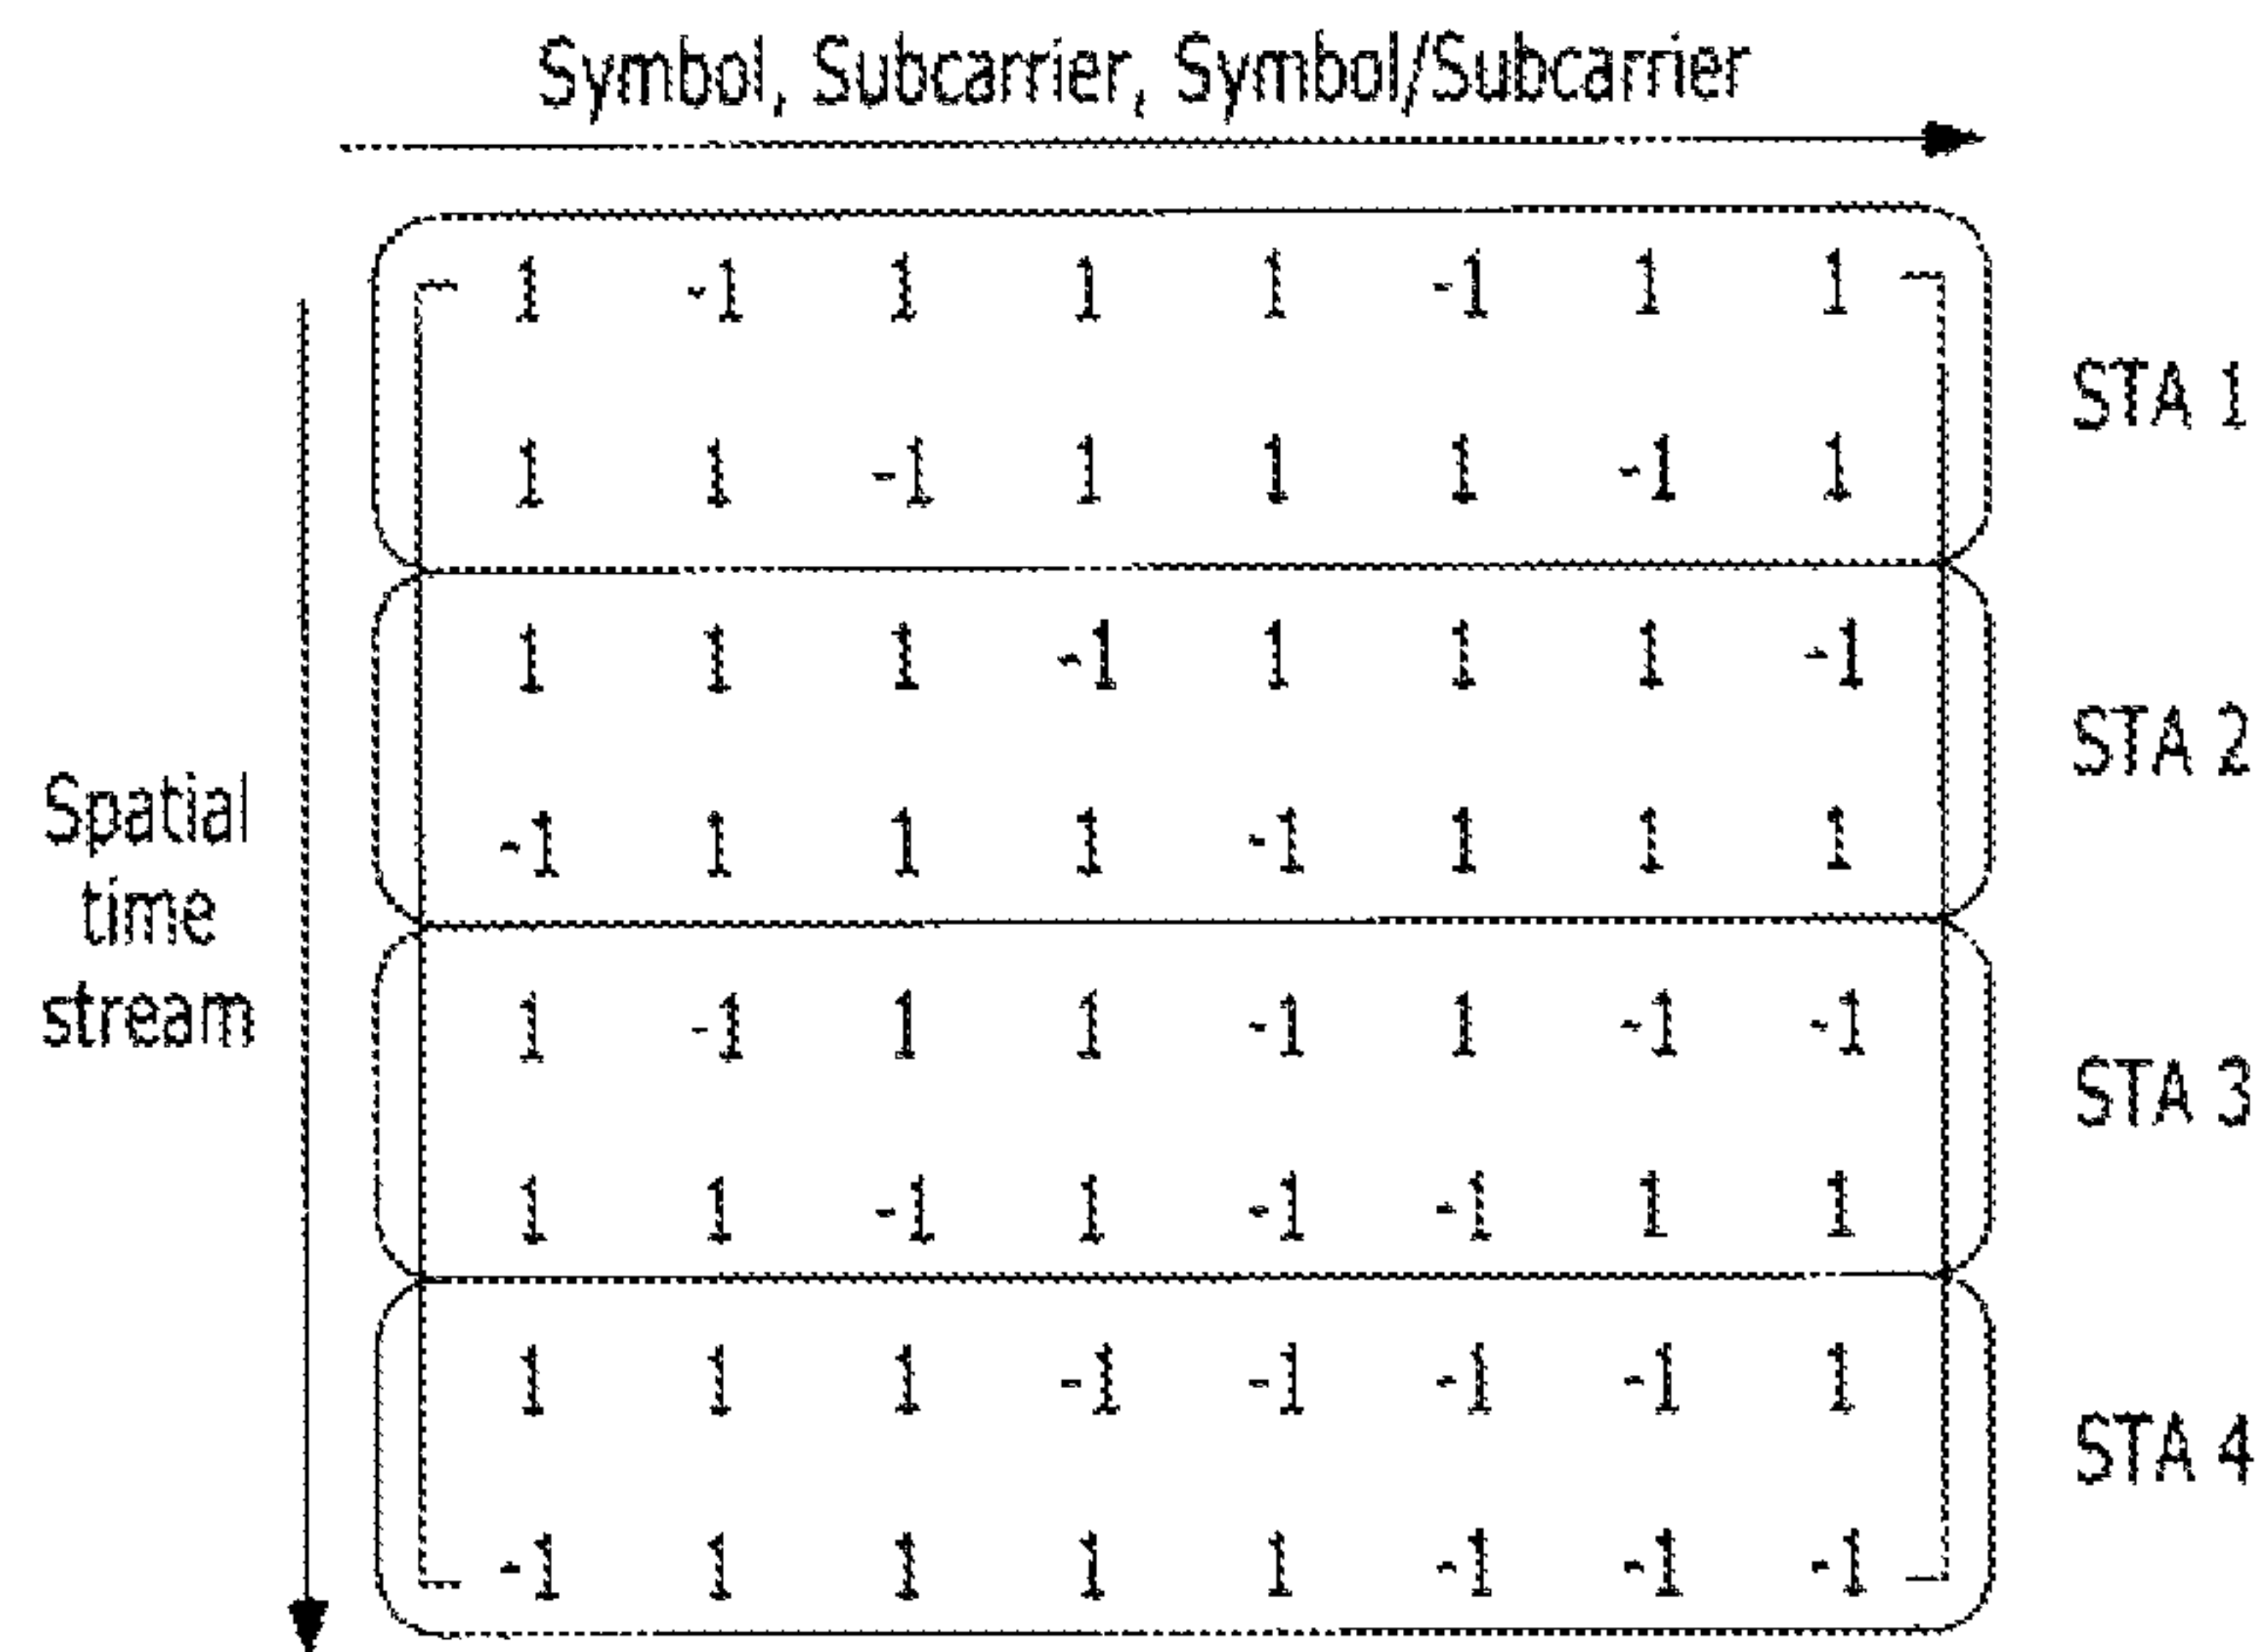 Symbol, Subcarrier, Symbol/Subcarrier
1 -1 1 1 1 -1 1 1
STA 1
1 1 -1 1 1 1 -1 1
1 1 1 -1 1 1 1 -1
STA 2
-1 1 1 1 -1 1 1 1
Spatial
time
stream
1 -1 1 1 -1 1 -1 -1
STA 3
1 1 -1 1 -1 -1 1 1
1 1 1 -1 -1 -1 -1 1
STA 4
-1 1 1 1 1 -1 -1 -1